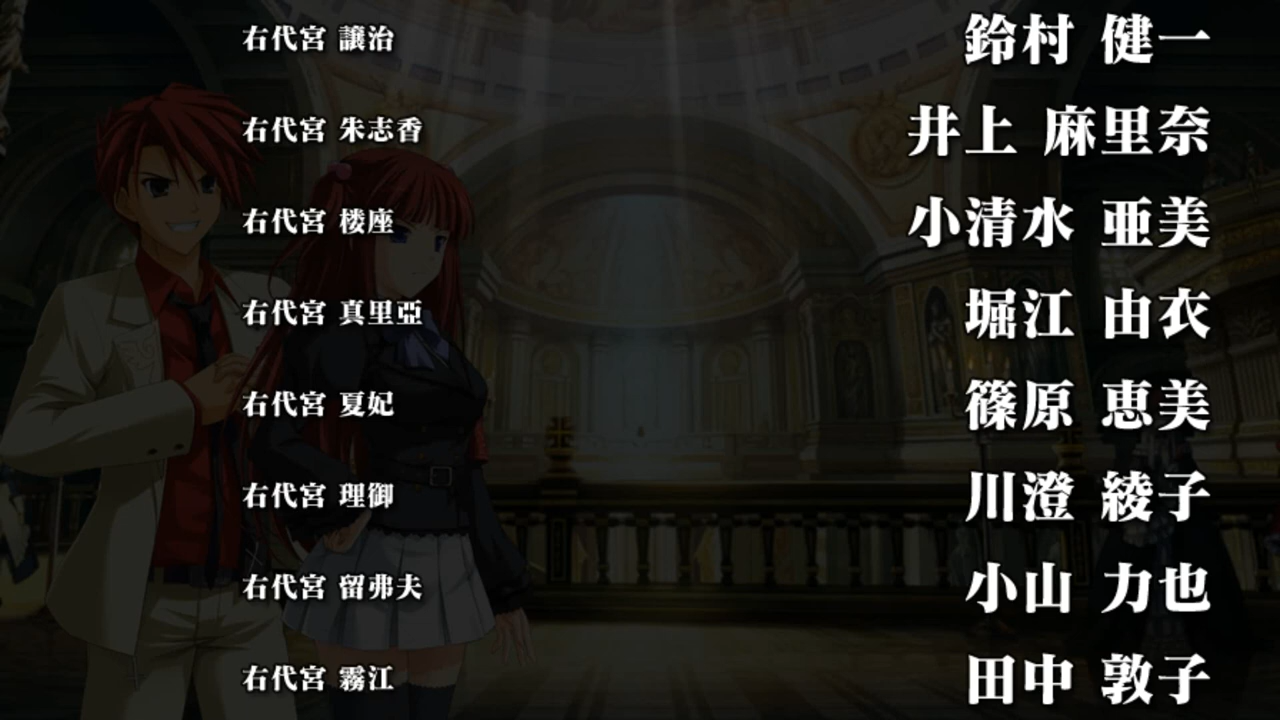 右代宮 譲治 鈴村 健一
右代宮 朱志香 井上 麻里奈
右代宮 楼座 小清水 亜美
右代宮 真里亞 堀江 由衣
右代宮 夏妃 篠原 恵美
右代宮 理御 川澄 綾子
右代宮 留弗夫 小山 力也
右代宮 霧江 田中 敦子